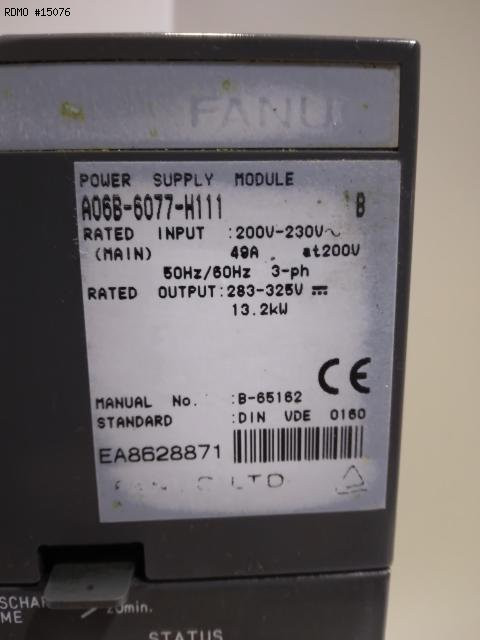 RDMO #15076
FANU
POWER SUPPLY MODULE
A06B-6077-H111 B
RATED INPUT :200V-230V~
(MAIN) 49A. at200V
50Hz/60Hz 3-ph
RATED OUTPUT:283-325V ⎓
13.2kW
CE
MANUAL No. :B-65162
STANDARD :DIN VDE 0160
EA8628871
LTD
20min.
STATUS